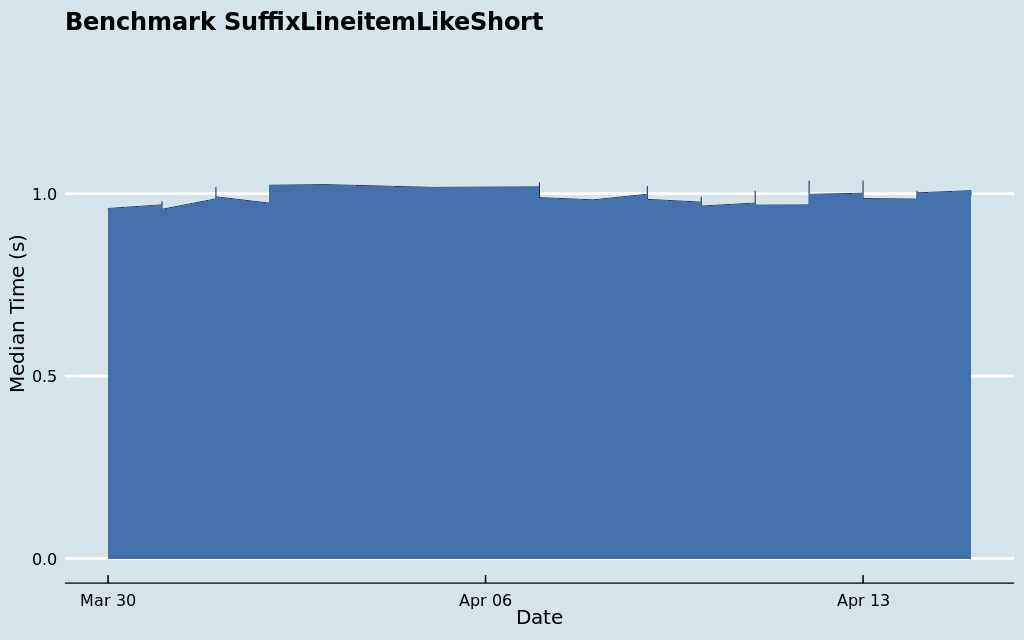 Benchmark SuffixLineitemLikeShort
Median Time (s)
1.0
0.5
0.0
Mar 30 Apr 06 Apr 13
Date